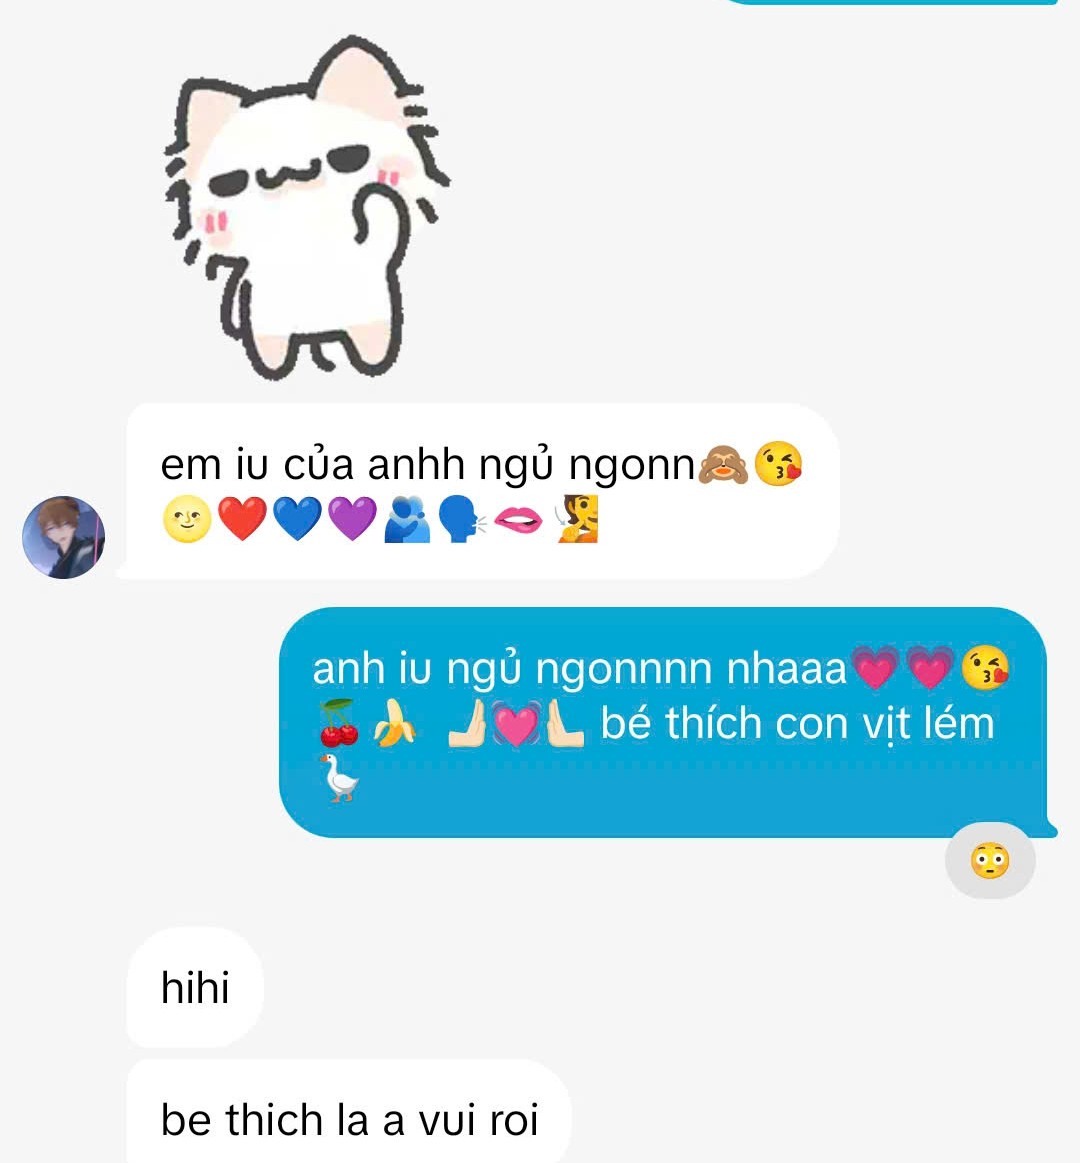 em iu của anhh ngủ ngonn🙈😘
🌝❤️💙💜🫂🗣️🫦🧏
anh iu ngủ ngonnnn nhaaa💗💗😘
🍒🍌 🫸🏻💓🫷🏻 bé thích con vịt lém
🪿
😳
hihi
be thich la a vui roi